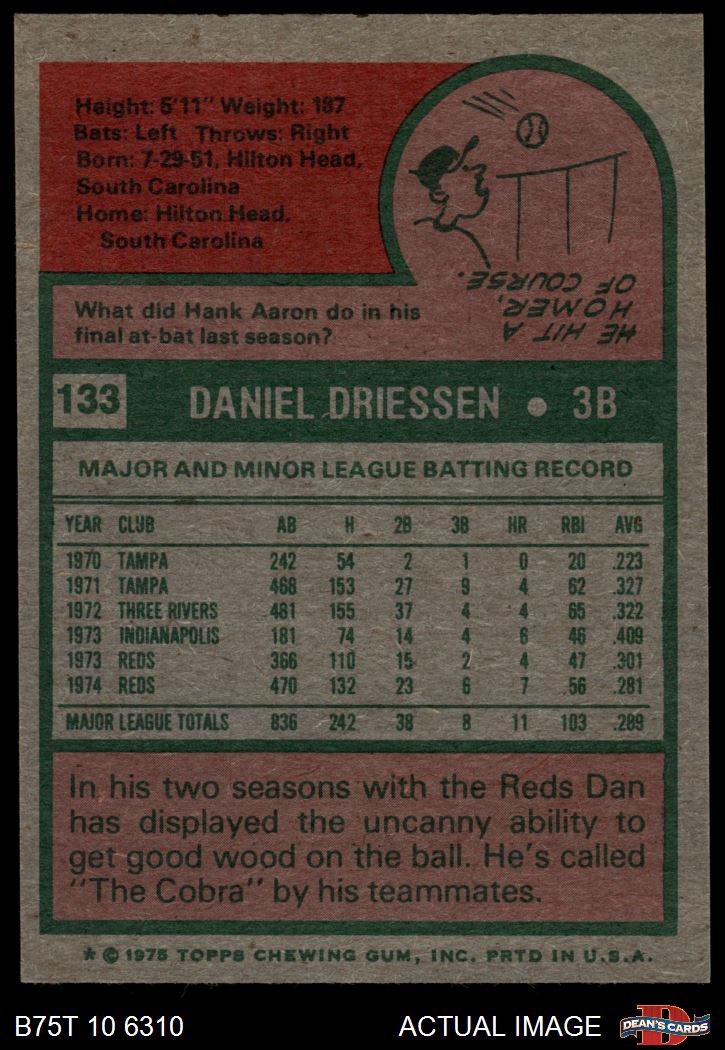 Height: 5'11" Weight: 187
Bats: Left Throws: Right
Born: 7-29-51, Hilton Head,
South Carolina
Home: Hilton Head,
South Carolina
HE HIT A
HOMER,
OF COURSE.
What did Hank Aaron do in his
final at-bat last season?
133 DANIEL DRIESSEN • 3B
MAJOR AND MINOR LEAGUE BATTING RECORD
YEAR CLUB AB H 2B 3B HR RBI AVG
1970 TAMPA 242 54 2 1 0 20 .223
1971 TAMPA 468 153 27 9 4 62 .327
1972 THREE RIVERS 481 155 37 4 4 65 .322
1973 INDIANAPOLIS 181 74 14 4 6 46 .409
1973 REDS 366 110 15 2 4 47 .301
1974 REDS 470 132 23 6 7 56 .281
MAJOR LEAGUE TOTALS 836 242 38 8 11 103 .289
In his two seasons with the Reds Dan
has displayed the uncanny ability to
get good wood on the ball. He's called
"The Cobra" by his teammates.
* © 1975 TOPPS CHEWING GUM, INC. PRTD IN U.S.A.
B75T 10 6310 ACTUAL IMAGE D DEAN'S CARDS